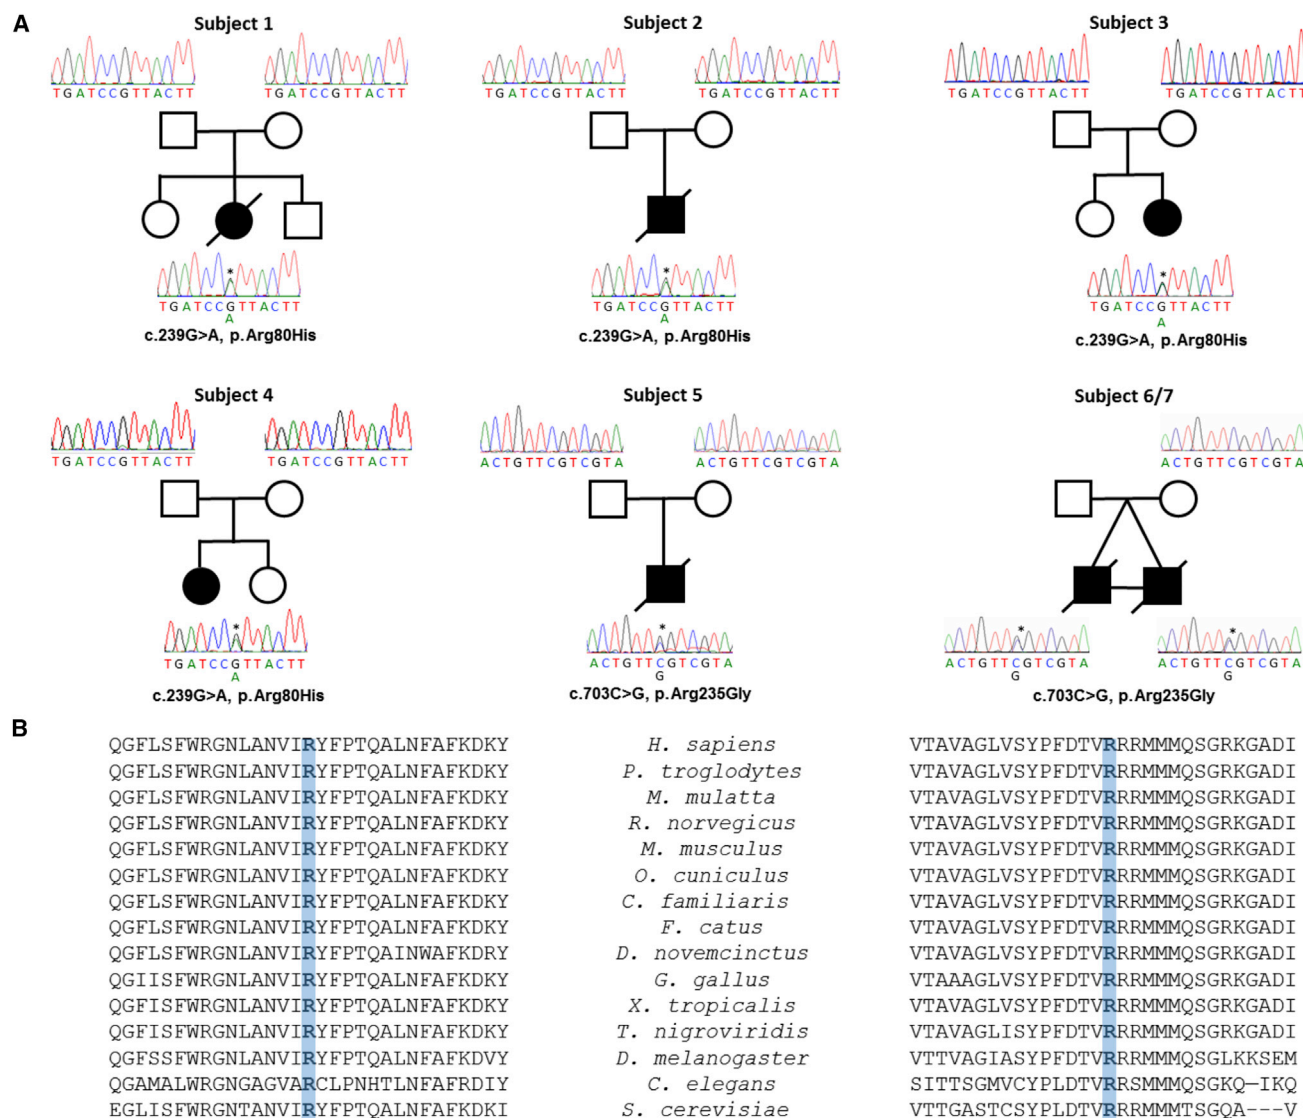 A
Subject 1 Subject 2 Subject 3
TGATCCGTTACTT TGATCCGTTACTT TGATCCGTTACTT TGATCCGTTACTT TGATCCGTTACTT TGATCCGTTACTT
* * *
TGATCCGTTACTT TGATCCGTTACTT TGATCCGTTACTT
A A A
c.239G>A, p.Arg80His c.239G>A, p.Arg80His c.239G>A, p.Arg80His
Subject 4 Subject 5 Subject 6/7
TGATCCGTTACTT TGATCCGTTACTT ACTGTTCGTCGTA ACTGTTCGTCGTA ACTGTTCGTCGTA
* * * *
TGATCCGTTACTT ACTGTTCGTCGTA ACTGTTCGTCGTA ACTGTTCGTCGTA
A G G G
c.239G>A, p.Arg80His c.703C>G, p.Arg235Gly c.703C>G, p.Arg235Gly
B
QGFLSFWRGNLANVIRYFPTQALNFAFKDKY H. sapiens VTAVAGLVSYPFDTVRRRMMMQSGRKGADI
QGFLSFWRGNLANVIRYFPTQALNFAFKDKY P. troglodytes VTAVAGLVSYPFDTVRRRMMMQSGRKGADI
QGFLSFWRGNLANVIRYFPTQALNFAFKDKY M. mulatta VTAVAGLVSYPFDTVRRRMMMQSGRKGADI
QGFLSFWRGNLANVIRYFPTQALNFAFKDKY R. norvegicus VTAVAGLVSYPFDTVRRRMMMQSGRKGADI
QGFLSFWRGNLANVIRYFPTQALNFAFKDKY M. musculus VTAVAGLVSYPFDTVRRRMMMQSGRKGADI
QGFLSFWRGNLANVIRYFPTQALNFAFKDKY O. cuniculus VTAVAGLVSYPFDTVRRRMMMQSGRKGADI
QGFLSFWRGNLANVIRYFPTQALNFAFKDKY C. familiaris VTAVAGLVSYPFDTVRRRMMMQSGRKGADI
QGFLSFWRGNLANVIRYFPTQALNFAFKDKY F. catus VTAVAGLVSYPFDTVRRRMMMQSGRKGADI
QGFLSFWRGNLANVIRYFPTQAINWAFKDRY D. novemcinctus VTAVAGLVSYPFDTVRRRMMMQSGRKGADI
QGIISFWRGNLANVIRYFPTQALNFAFKDKY G. gallus VTAAAGLVSYPFDTVRRRMMMQSGRKGADI
QGFISFWRGNLANVIRYFPTQALNFAFKDKY X. tropicalis VTAVAGLVSYPFDTVRRRMMMQSGRKGADI
QGFISFWRGNLANVIRYFPTQALNFAFKDKY T. nigroviridis VTAVAGLISYPFDTVRRRMMMQSGRKGADI
QGFSSFWRGNLANVIRYFPTQALNFAFKDVY D. melanogaster VTTVAGIASYPFDTVRRRMMMQSGLKKSEM
QGAMALWRGNGAGVARCLPNHTLNFAFRDIY C. elegans SITTSGMVCYPLDTVRRSMMMQSGKQ-IKQ
EGLISFWRGNTANVIRYFPTQALNFAFKDKI S. cerevisiae VTTGASTCSYPLDTVRRRMMMTSGQA---V